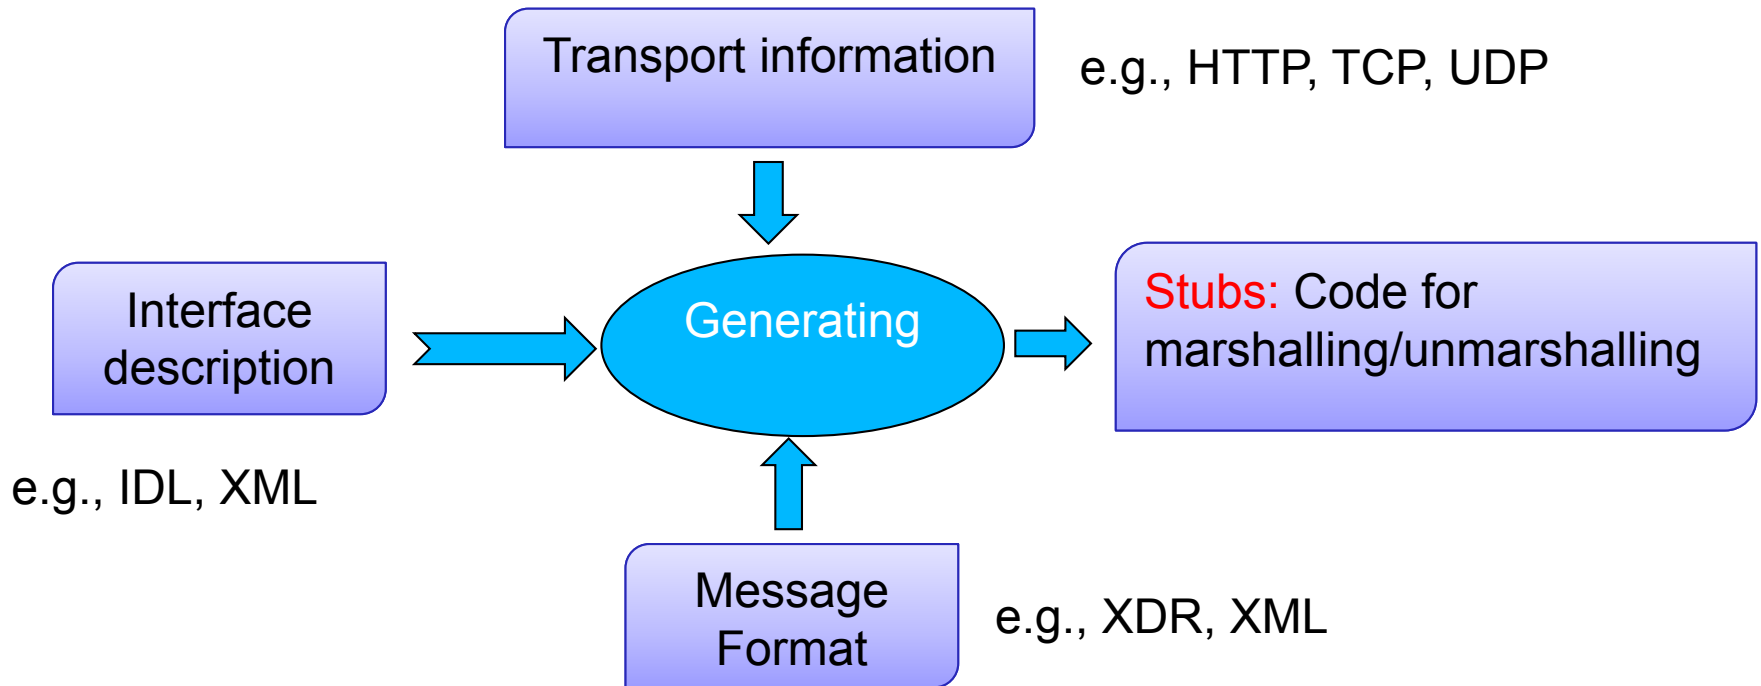 Transport information
e.g., HTTP, TCP, UDP
Interface
description
e.g., IDL, XML
Generating
Stubs: Code for
marshalling/unmarshalling
Message
Format
e.g., XDR, XML